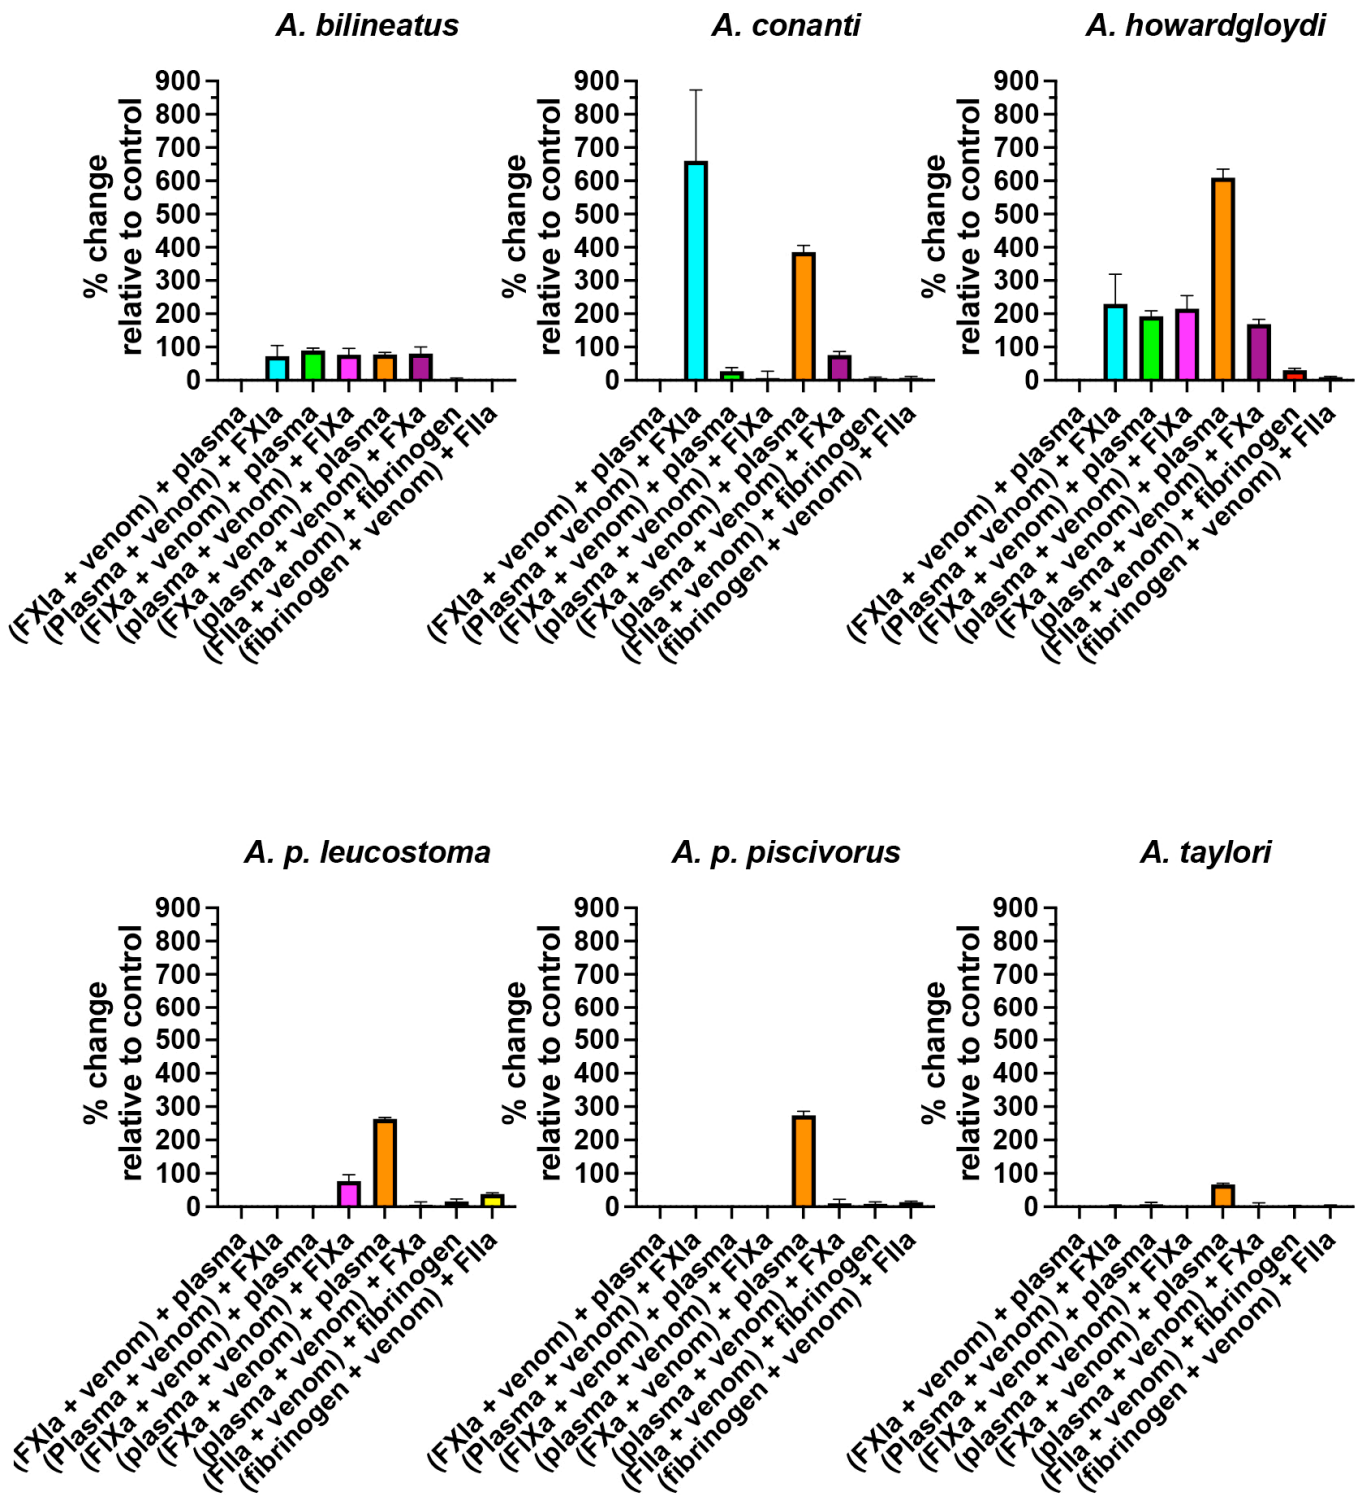 A. bilineatus
A. conanti
A. howardgloydi
% change
relative to control
900
800
700
600
500
400
300
200
100
0
(FXIa + venom) + plasma
(Plasma + venom) + FXIa
(FIXa + venom) + plasma
(plasma + venom) + FIXa
(FXa + venom) + plasma
(plasma + venom) + FXa
(FIIa + venom) + fibrinogen
(fibrinogen + venom) + FIIa
% change
relative to control
900
800
700
600
500
400
300
200
100
0
(FXIa + venom) + plasma
(Plasma + venom) + FXIa
(FIXa + venom) + plasma
(plasma + venom) + FIXa
(FXa + venom) + plasma
(plasma + venom) + FXa
(FIIa + venom) + fibrinogen
(fibrinogen + venom) + FIIa
% change
relative to control
900
800
700
600
500
400
300
200
100
0
(FXIa + venom) + plasma
(Plasma + venom) + FXIa
(FIXa + venom) + plasma
(plasma + venom) + FIXa
(FXa + venom) + plasma
(plasma + venom) + FXa
(FIIa + venom) + fibrinogen
(fibrinogen + venom) + FIIa
A. p. leucostoma
A. p. piscivorus
A. taylori
% change
relative to control
900
800
700
600
500
400
300
200
100
0
(FXIa + venom) + plasma
(Plasma + venom) + FXIa
(FIXa + venom) + plasma
(plasma + venom) + FIXa
(FXa + venom) + plasma
(plasma + venom) + FXa
(FIIa + venom) + fibrinogen
(fibrinogen + venom) + FIIa
% change
relative to control
900
800
700
600
500
400
300
200
100
0
(FXIa + venom) + plasma
(Plasma + venom) + FXIa
(FIXa + venom) + plasma
(plasma + venom) + FIXa
(FXa + venom) + plasma
(plasma + venom) + FXa
(FIIa + venom) + fibrinogen
(fibrinogen + venom) + FIIa
% change
relative to control
900
800
700
600
500
400
300
200
100
0
(FXIa + venom) + plasma
(Plasma + venom) + FXIa
(FIXa + venom) + plasma
(plasma + venom) + FIXa
(FXa + venom) + plasma
(plasma + venom) + FXa
(FIIa + venom) + fibrinogen
(fibrinogen + venom) + FIIa